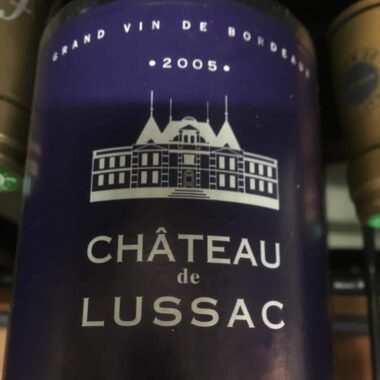 GRAND VIN DE BORDEAUX
• 2005 •
CHÂTEAU
de
LUSSAC